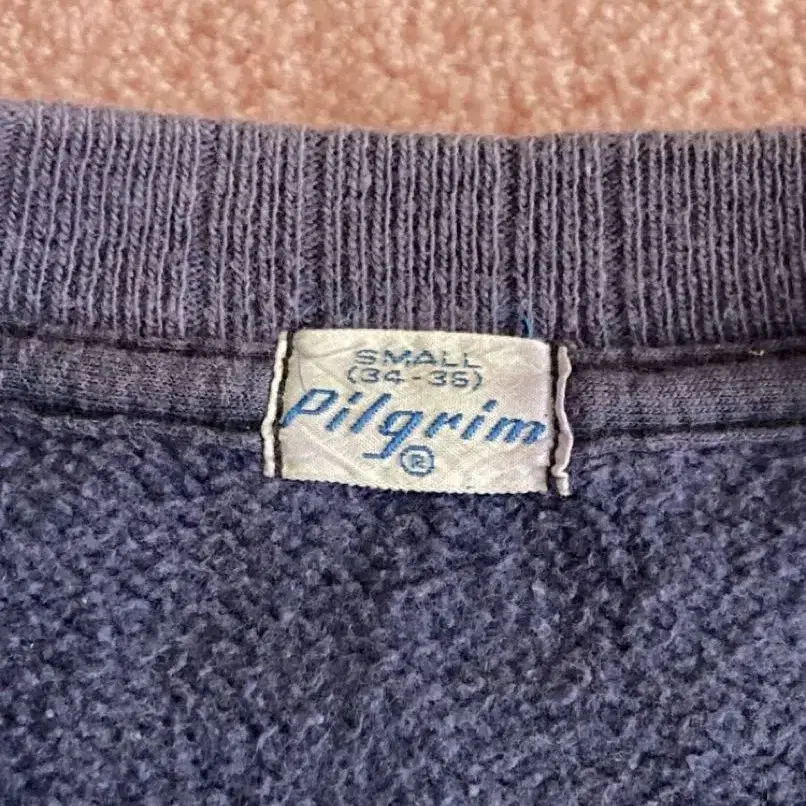 SMALL
(34-36)
Pilgrim
®